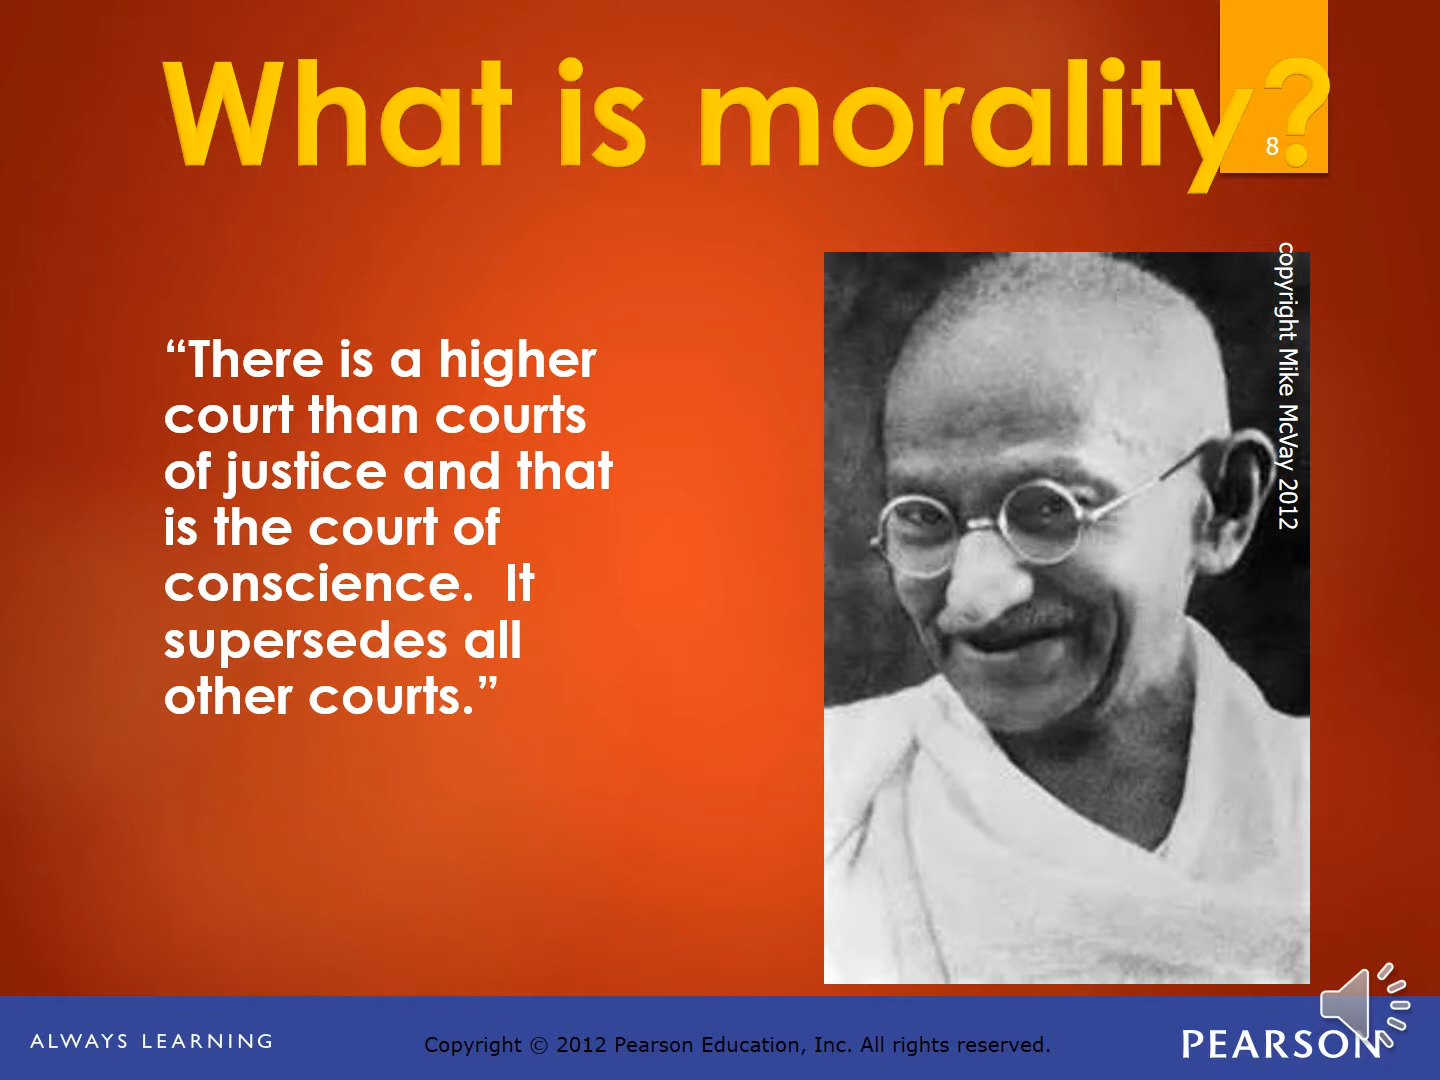 What is morality?
8
copyright Mike McVay 2012
“There is a higher
court than courts
of justice and that
is the court of
conscience.  It
supersedes all
other courts.”
ALWAYS LEARNING
Copyright © 2012 Pearson Education, Inc. All rights reserved.
PEARSON